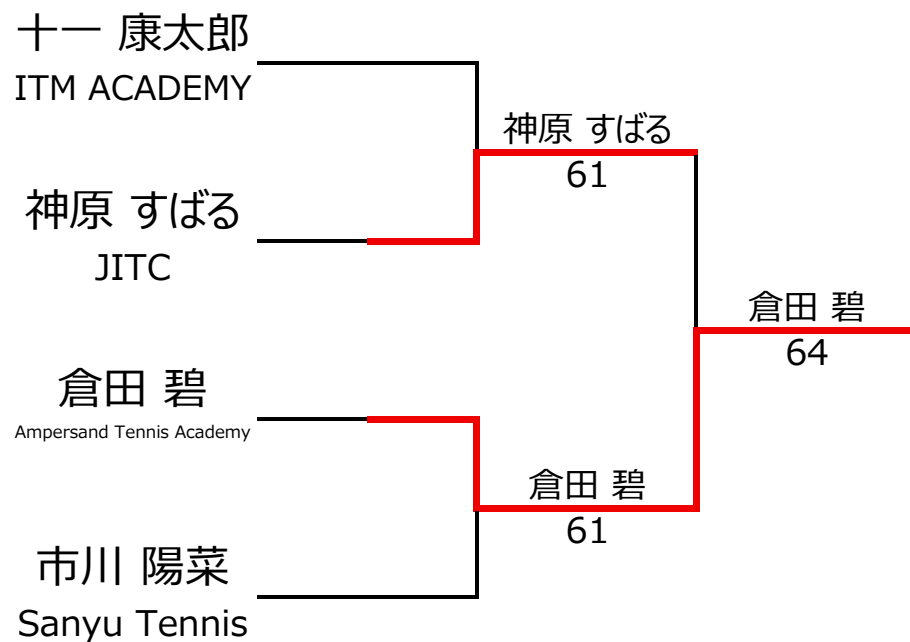 十一 康太郎
ITM ACADEMY
神原 すばる
JITC
倉田 碧
Ampersand Tennis Academy
市川 陽菜
Sanyu Tennis
神原 すばる
61
倉田 碧
61
倉田 碧
64